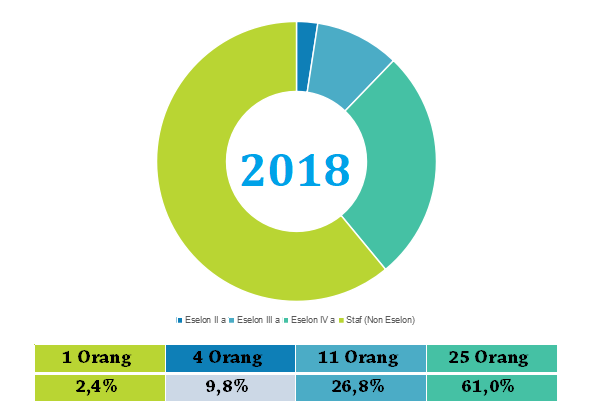 2018
Eselon II a Eselon III a Eselon IV a Staf (Non Eselon)
1 Orang 4 Orang 11 Orang 25 Orang
2,4% 9,8% 26,8% 61,0%